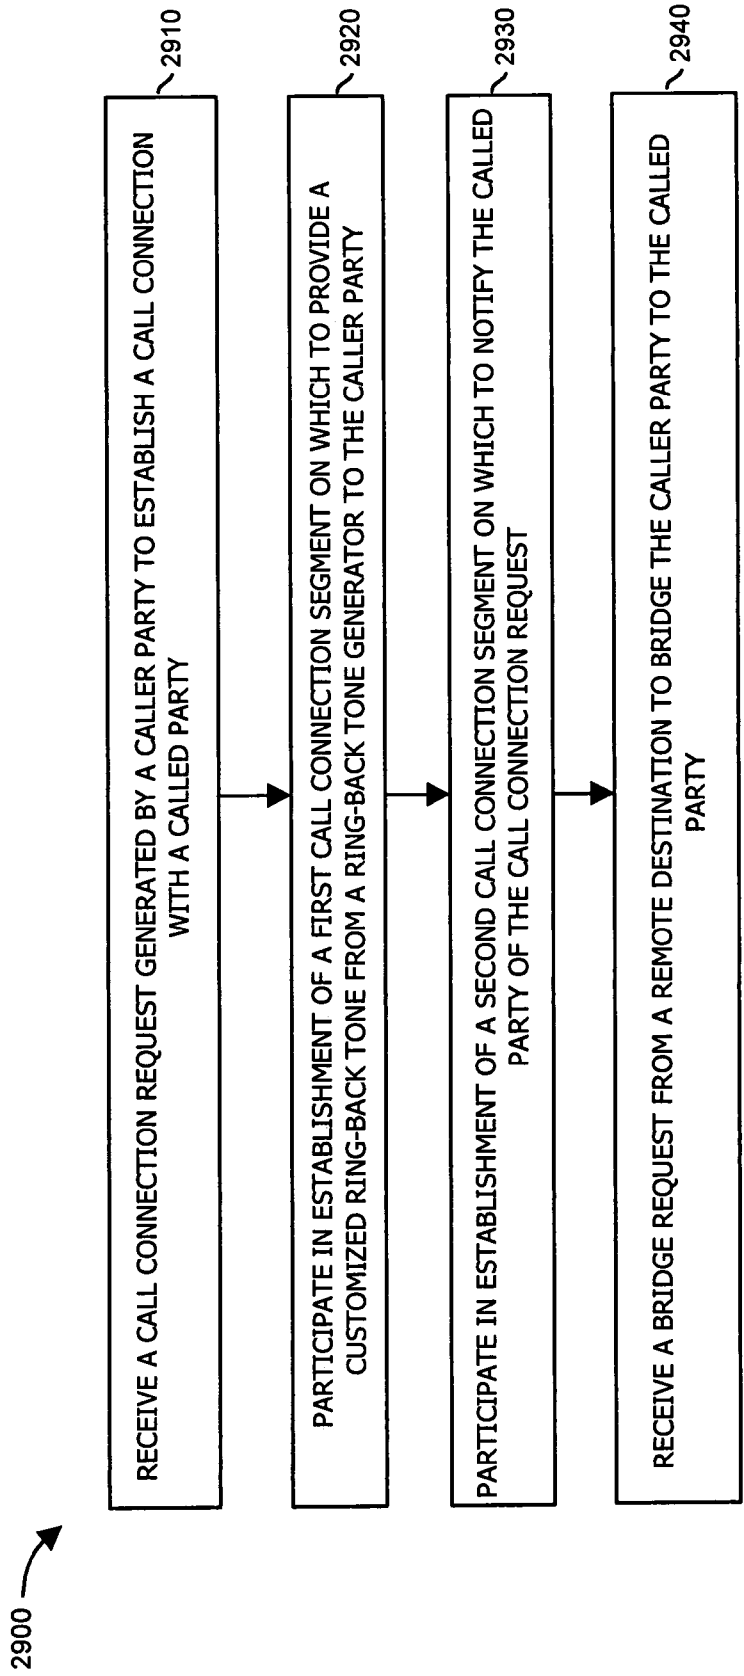 2900
RECEIVE A CALL CONNECTION REQUEST GENERATED BY A CALLER PARTY TO ESTABLISH A CALL CONNECTION
WITH A CALLED PARTY
2910
PARTICIPATE IN ESTABLISHMENT OF A FIRST CALL CONNECTION SEGMENT ON WHICH TO PROVIDE A
CUSTOMIZED RING-BACK TONE FROM A RING-BACK TONE GENERATOR TO THE CALLER PARTY
2920
PARTICIPATE IN ESTABLISHMENT OF A SECOND CALL CONNECTION SEGMENT ON WHICH TO NOTIFY THE CALLED
PARTY OF THE CALL CONNECTION REQUEST
2930
RECEIVE A BRIDGE REQUEST FROM A REMOTE DESTINATION TO BRIDGE THE CALLER PARTY TO THE CALLED
PARTY
2940